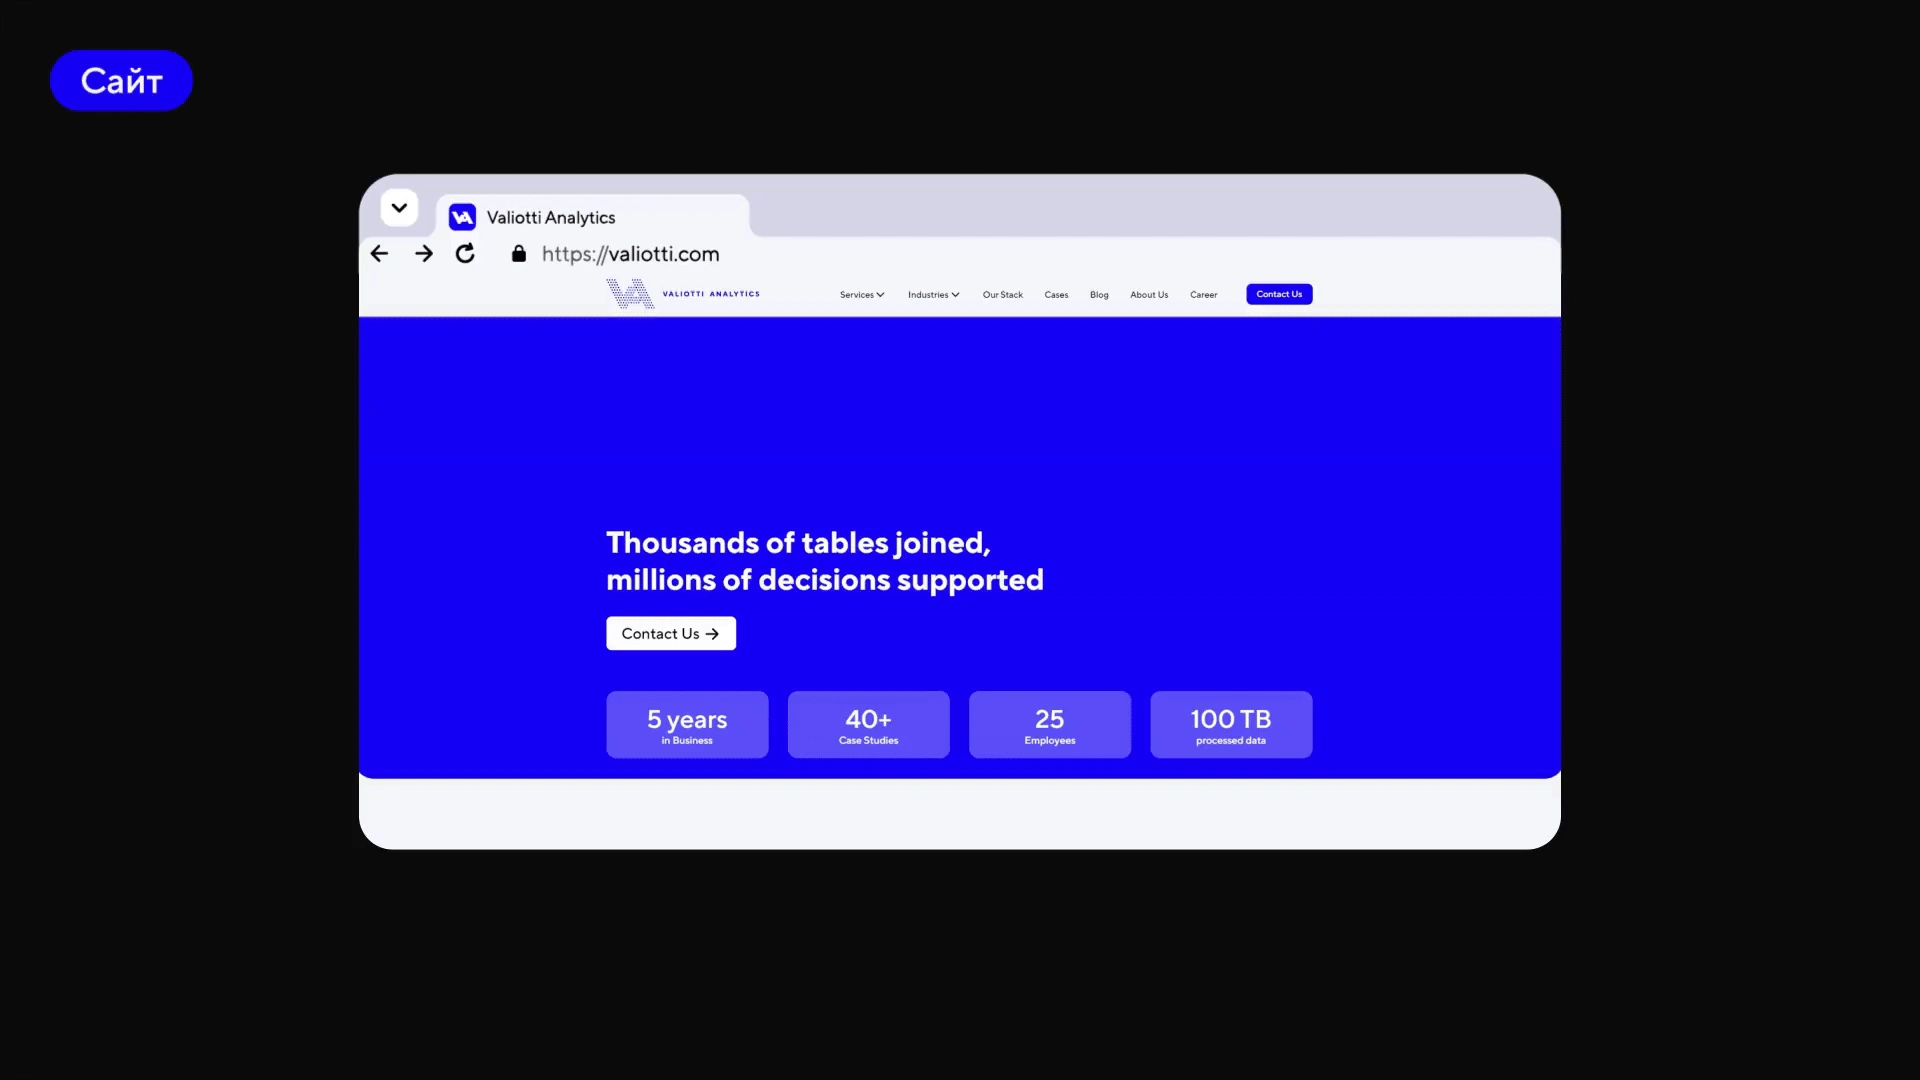 Сайт
VA Valiotti Analytics
https://valiotti.com
VA VALIOTTI ANALYTICS Services Industries Our Stack Cases Blog About Us Career Contact Us
Thousands of tables joined,
millions of decisions supported
Contact Us →
5 years
in Business
40+
Case Studies
25
Employees
100 TB
processed data